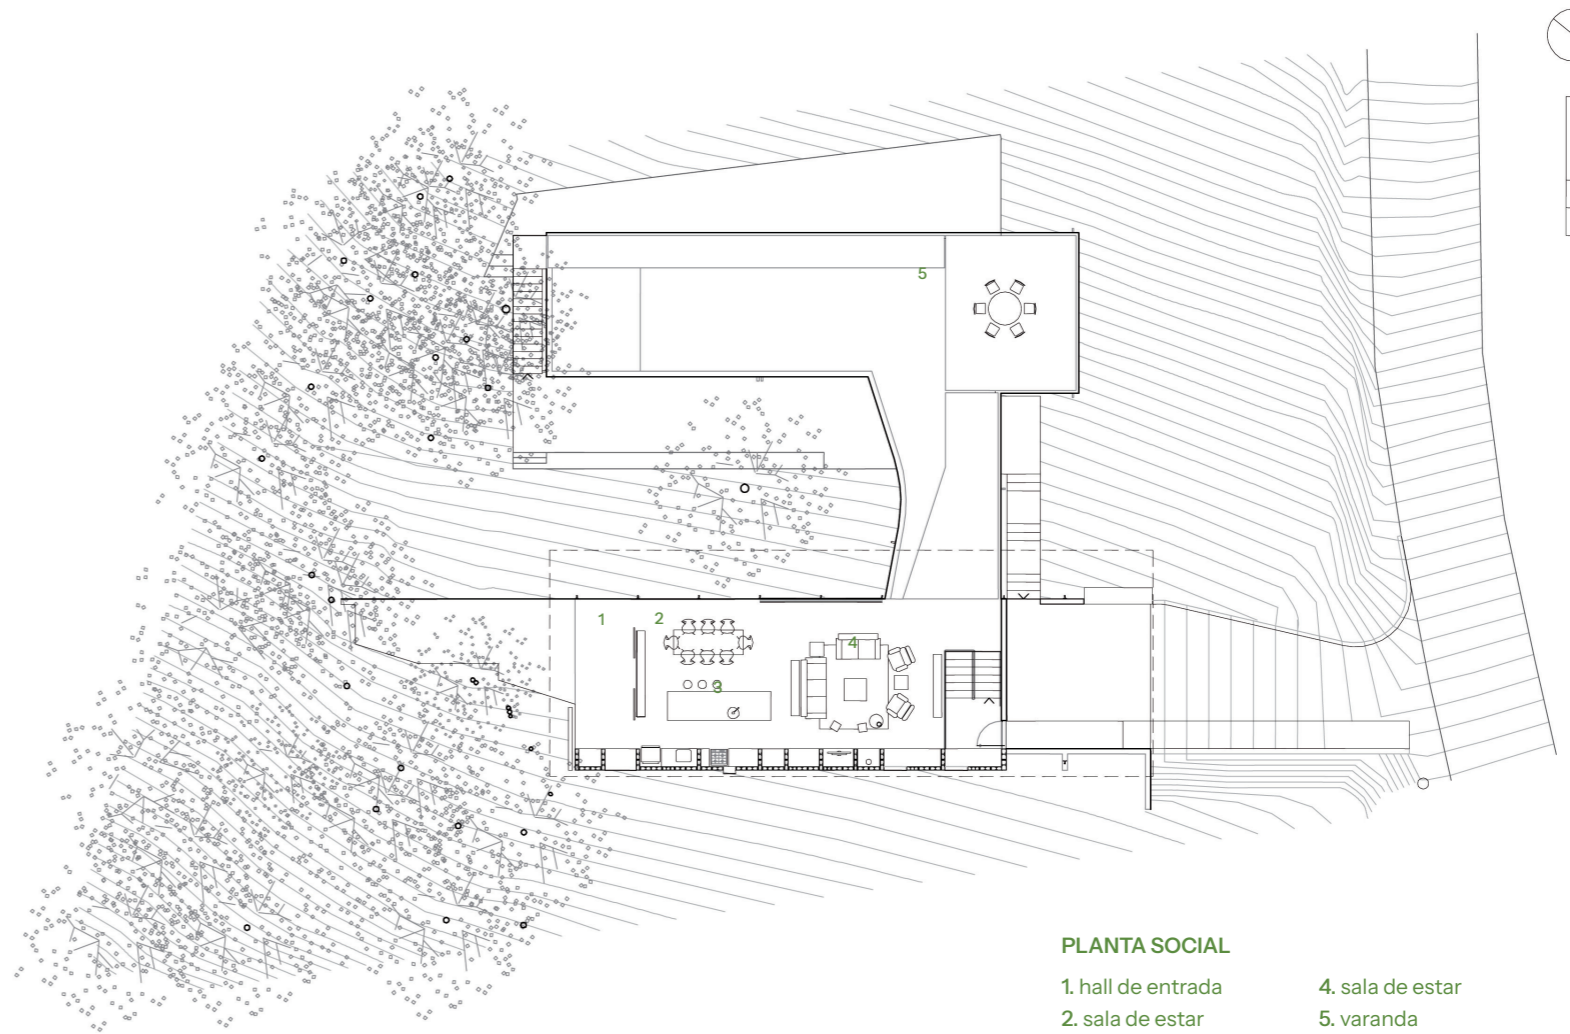 5
1
2
4
3
PLANTA SOCIAL
1. hall de entrada
2. sala de estar
4. sala de estar
5. varanda